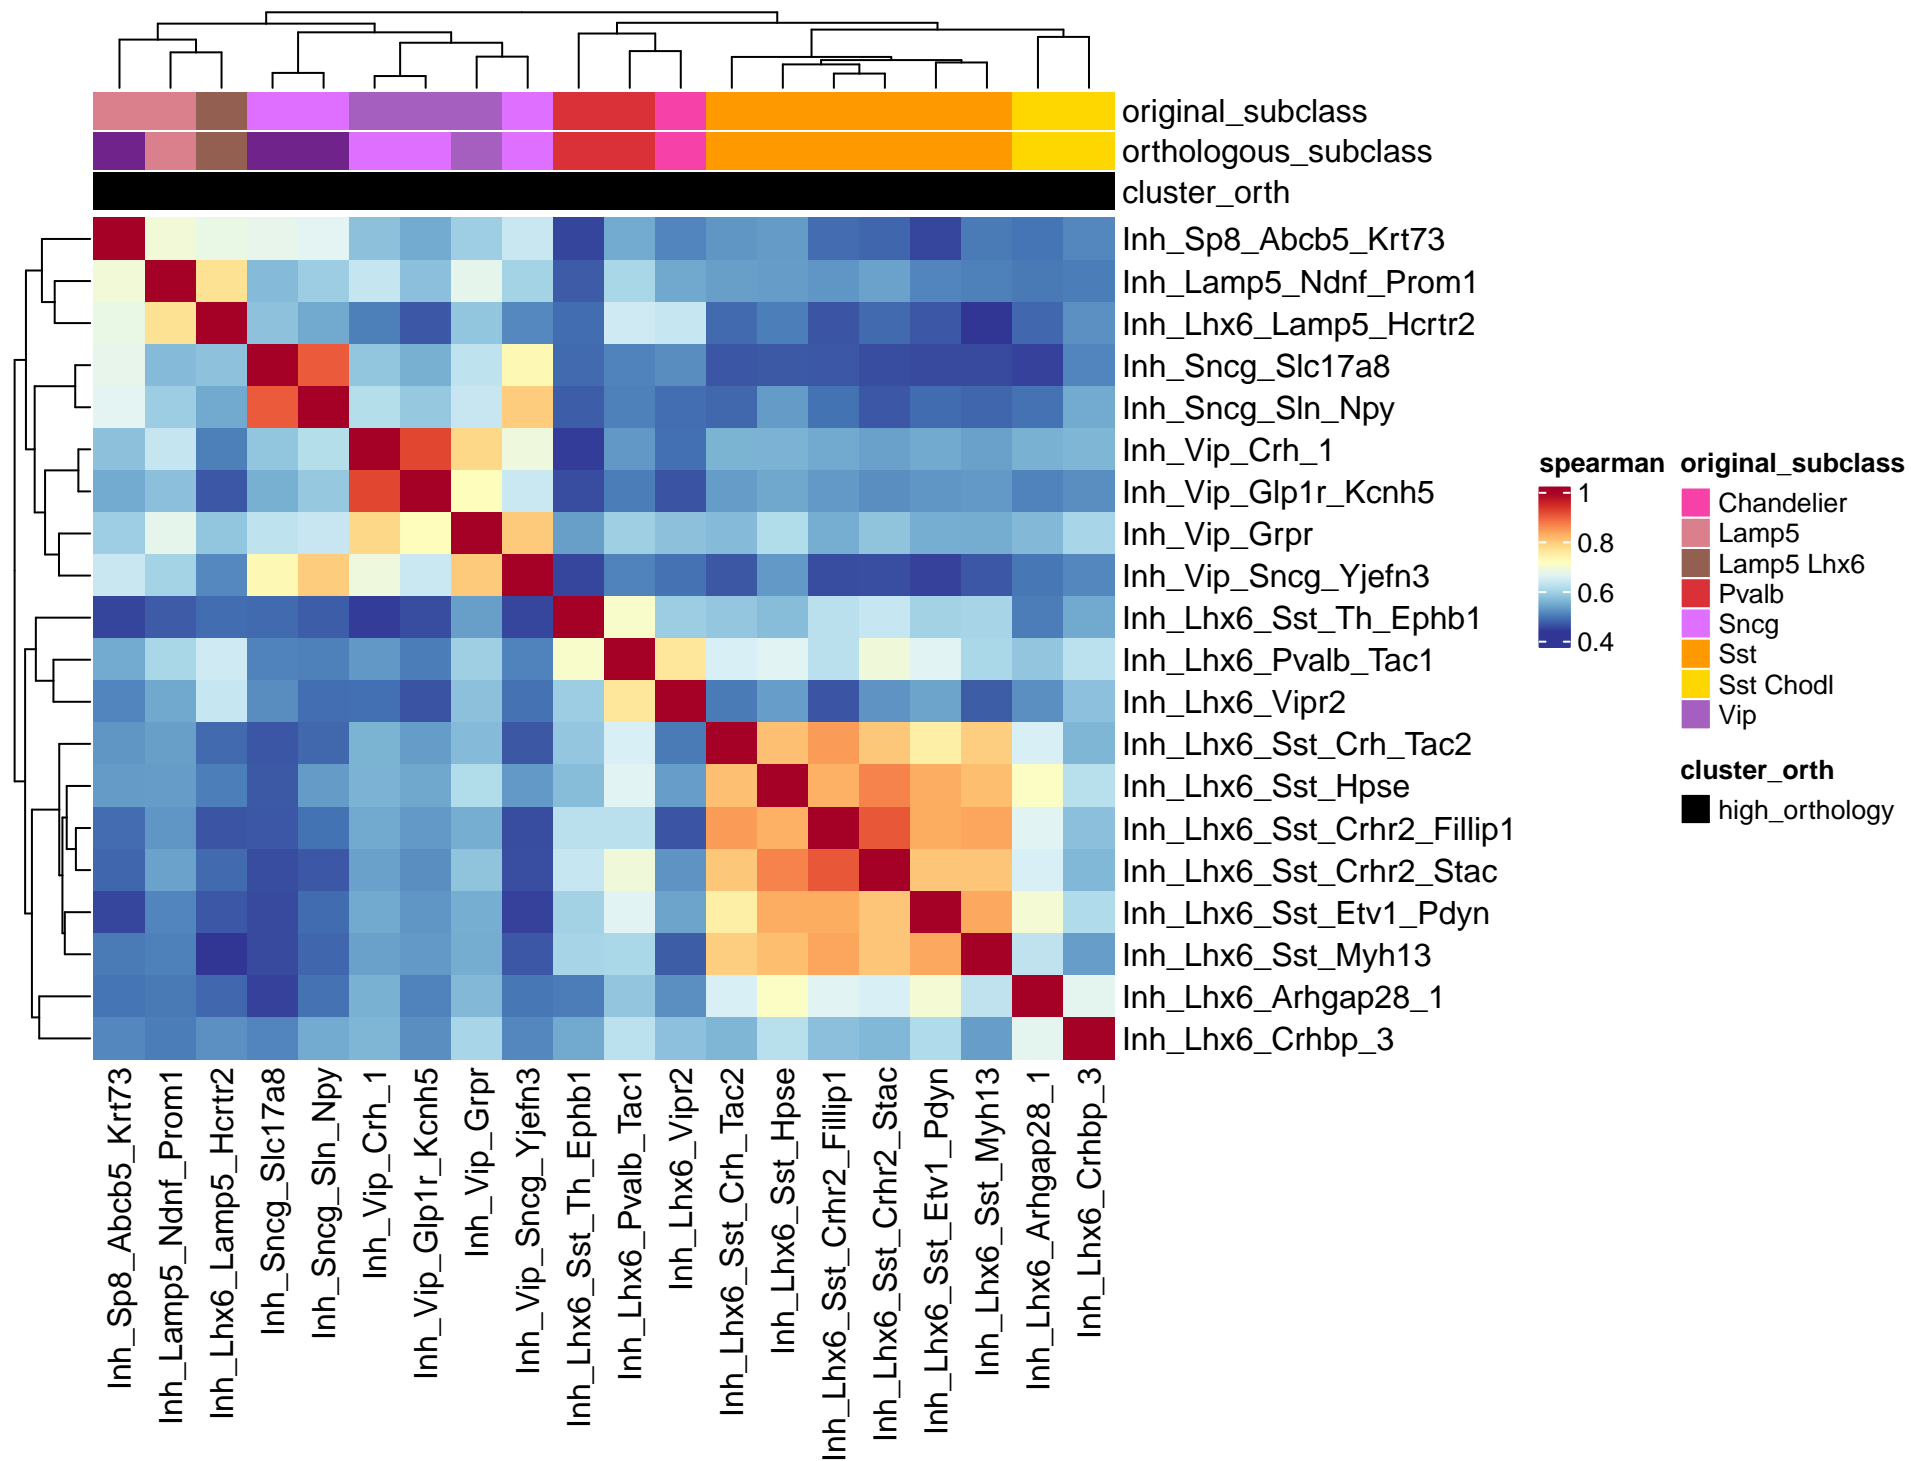 original_subclass
orthologous_subclass
cluster_orth
Inh_Sp8_Abcb5_Krt73
Inh_Lamp5_Ndnf_Prom1
Inh_Lhx6_Lamp5_Hcrtr2
Inh_Sncg_Slc17a8
Inh_Sncg_Sln_Npy
Inh_Vip_Crh_1
Inh_Vip_Glp1r_Kcnh5
Inh_Vip_Grpr
Inh_Vip_Sncg_Yjefn3
Inh_Lhx6_Sst_Th_Ephb1
Inh_Lhx6_Pvalb_Tac1
Inh_Lhx6_Vipr2
Inh_Lhx6_Sst_Crh_Tac2
Inh_Lhx6_Sst_Hpse
Inh_Lhx6_Sst_Crhr2_Fillip1
Inh_Lhx6_Sst_Crhr2_Stac
Inh_Lhx6_Sst_Etv1_Pdyn
Inh_Lhx6_Sst_Myh13
Inh_Lhx6_Arhgap28_1
Inh_Lhx6_Crhbp_3
Inh_Sp8_Abcb5_Krt73
Inh_Lamp5_Ndnf_Prom1
Inh_Lhx6_Lamp5_Hcrtr2
Inh_Sncg_Slc17a8
Inh_Sncg_Sln_Npy
Inh_Vip_Crh_1
Inh_Vip_Glp1r_Kcnh5
Inh_Vip_Grpr
Inh_Vip_Sncg_Yjefn3
Inh_Lhx6_Sst_Th_Ephb1
Inh_Lhx6_Pvalb_Tac1
Inh_Lhx6_Vipr2
Inh_Lhx6_Sst_Crh_Tac2
Inh_Lhx6_Sst_Hpse
Inh_Lhx6_Sst_Crhr2_Fillip1
Inh_Lhx6_Sst_Crhr2_Stac
Inh_Lhx6_Sst_Etv1_Pdyn
Inh_Lhx6_Sst_Myh13
Inh_Lhx6_Arhgap28_1
Inh_Lhx6_Crhbp_3
spearman
1
0.8
0.6
0.4
original_subclass
Chandelier
Lamp5
Lamp5 Lhx6
Pvalb
Sncg
Sst
Sst Chodl
Vip
cluster_orth
high_orthology